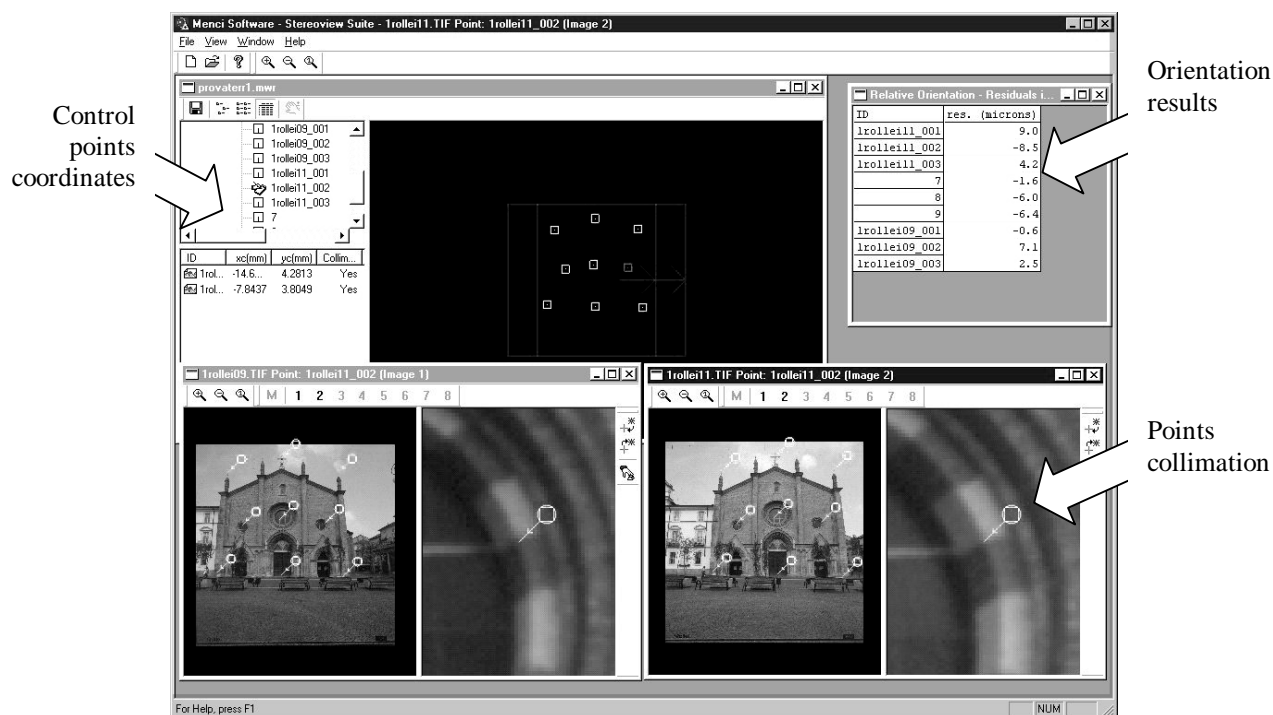 Menci Software - Stereoview Suite - 1rollei11.TIF Point: 1rollei11_002 (Image 2)
File View Window Help
provaterr1.mwr
1rollei09_001
1rollei09_002
1rollei09_003
1rollei11_001
1rollei11_002
1rollei11_003
7
ID xc(mm) yc(mm) Collim...
1rol... -14.6... 4.2813 Yes
1rol... -7.8437 3.8049 Yes
Relative Orientation - Residuals i...
ID res. (microns)
1rollei11_001 9.0
1rollei11_002 -8.5
1rollei11_003 4.2
7 -1.6
8 -6.0
9 -6.4
1rollei09_001 -0.6
1rollei09_002 7.1
1rollei09_003 2.5
Control
points
coordinates
Orientation
results
1rollei09.TIF Point: 1rollei11_002 (Image 1)
M 1 2 3 4 5 6 7 8
1rollei11.TIF Point: 1rollei11_002 (Image 2)
M 1 2 3 4 5 6 7 8
Points
collimation
For Help, press F1
NUM